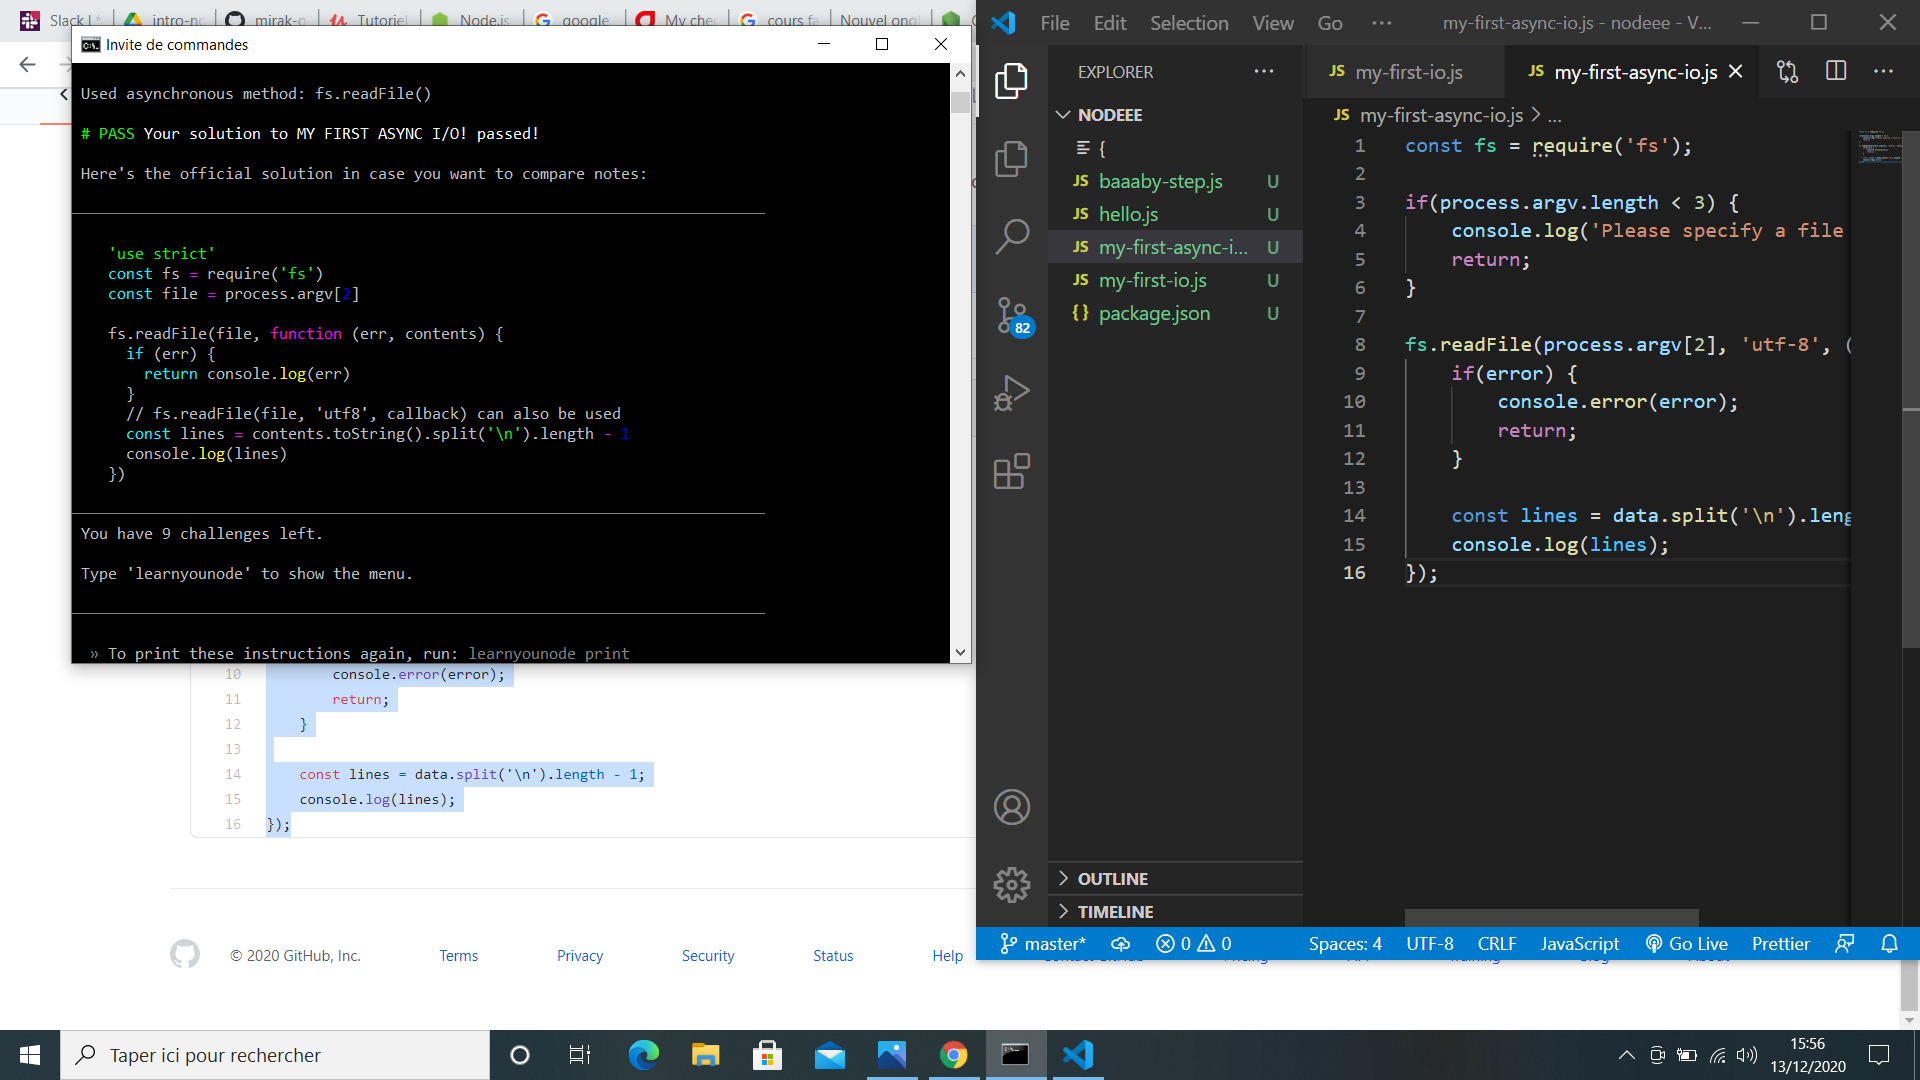 Slack |
intro-no
mirak-g
Tutoriel
Node.js
google
My chec
cours fa
Nouvel ongl
Invite de commandes
Used asynchronous method: fs.readFile()
# PASS Your solution to MY FIRST ASYNC I/O! passed!
Here's the official solution in case you want to compare notes:
'use strict'
const fs = require('fs')
const file = process.argv[2]
fs.readFile(file, function (err, contents) {
if (err) {
return console.log(err)
}
// fs.readFile(file, 'utf8', callback) can also be used
const lines = contents.toString().split('\n').length - 1
console.log(lines)
})
You have 9 challenges left.
Type 'learnyounode' to show the menu.
» To print these instructions again, run: learnyounode print
10 console.error(error);
11 return;
12 }
13
14 const lines = data.split('\n').length - 1;
15 console.log(lines);
16 });
© 2020 GitHub, Inc.
Terms
Privacy
Security
Status
Help
File Edit Selection View Go ···
my-first-async-io.js - nodeee - V...
EXPLORER
NODEEE
{
JS baaaby-step.js U
JS hello.js U
JS my-first-async-i... U
JS my-first-io.js U
{} package.json U
82
OUTLINE
TIMELINE
JS my-first-io.js
JS my-first-async-io.js
JS my-first-async-io.js > ...
1 const fs = require('fs');
2
3 if(process.argv.length < 3) {
4 console.log('Please specify a file
5 return;
6 }
7
8 fs.readFile(process.argv[2], 'utf-8', (
9 if(error) {
10 console.error(error);
11 return;
12 }
13
14 const lines = data.split('\n').leng
15 console.log(lines);
16 });
master* 0 0 Spaces: 4 UTF-8 CRLF JavaScript Go Live Prettier
Taper ici pour rechercher
15:56
13/12/2020